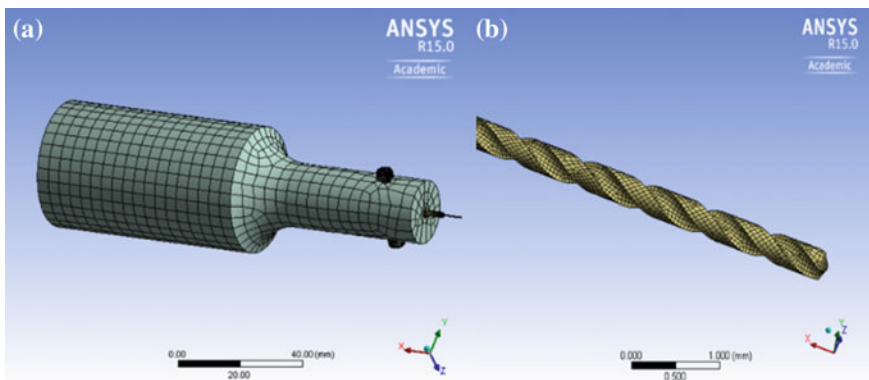 (a)
ANSYS
R15.0
Academic
0.00 40.00 (mm)
20.00
X
Y
Z
(b)
ANSYS
R15.0
Academic
0.000 1.000 (mm)
0.500
X
Y
Z